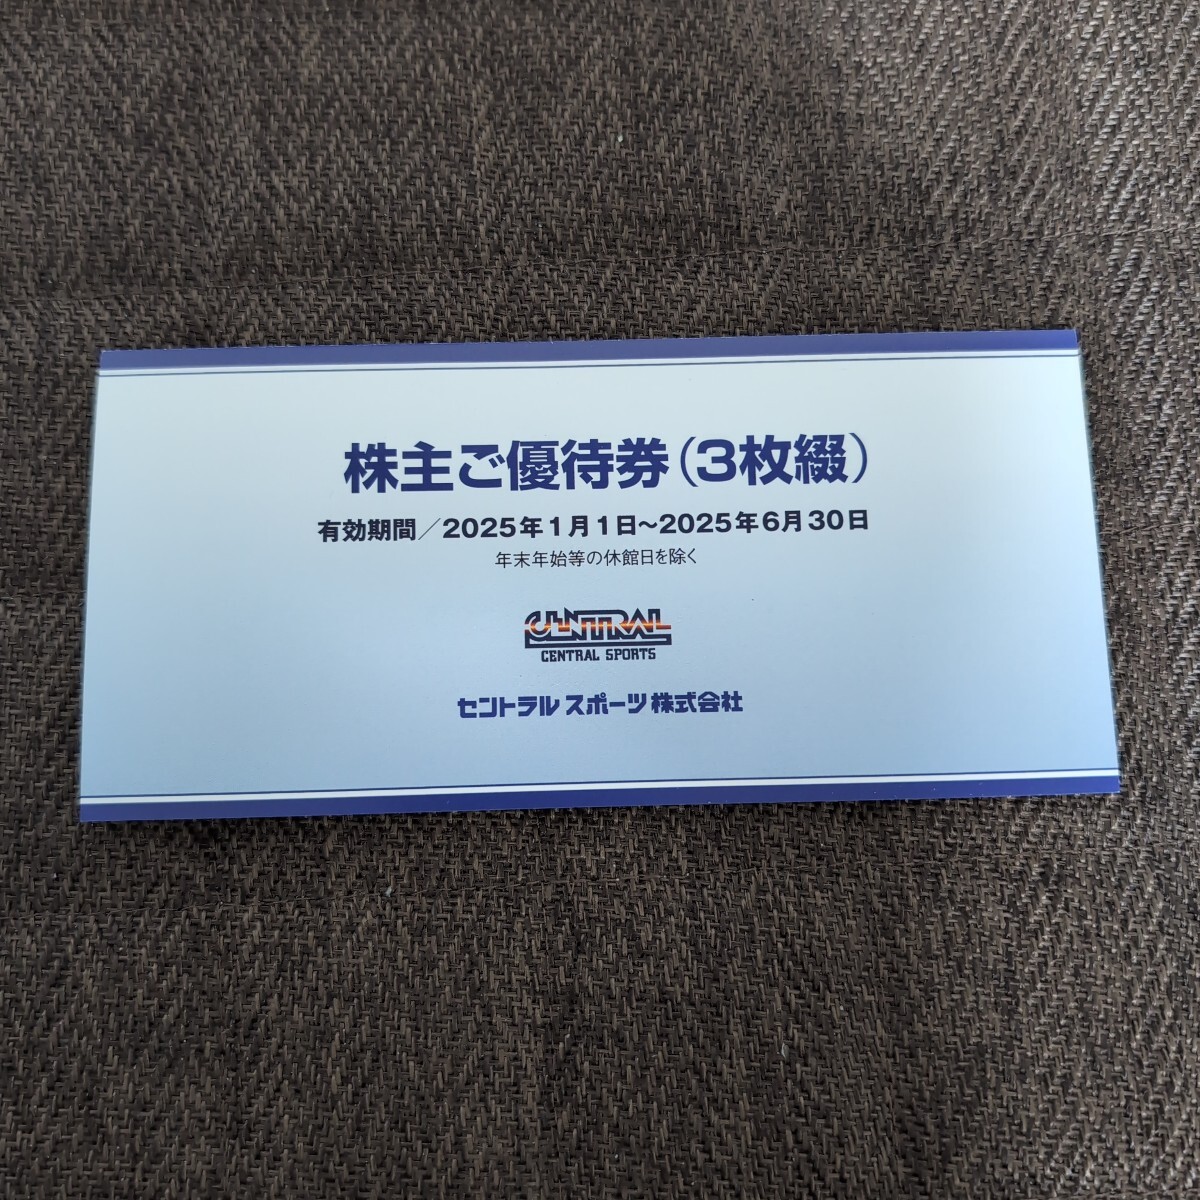 株主ご優待券（3枚綴）
有効期間／2025年1月1日〜2025年6月30日
年末年始等の休館日を除く
CENTRAL
CENTRAL SPORTS
セントラルスポーツ株式会社